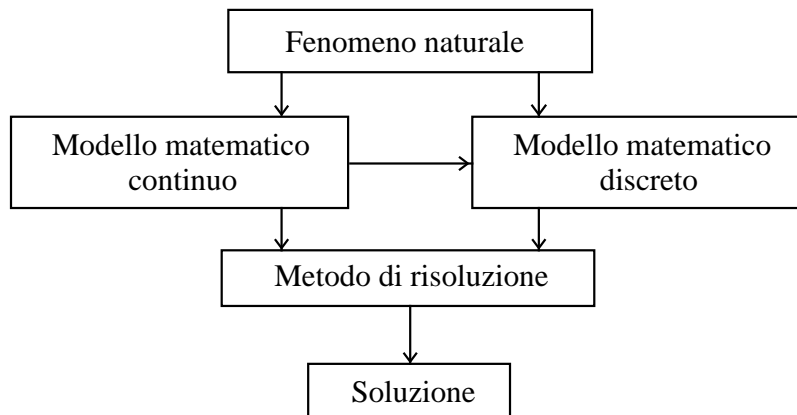 Fenomeno naturale
Modello matematico
continuo
Modello matematico
discreto
Metodo di risoluzione
Soluzione